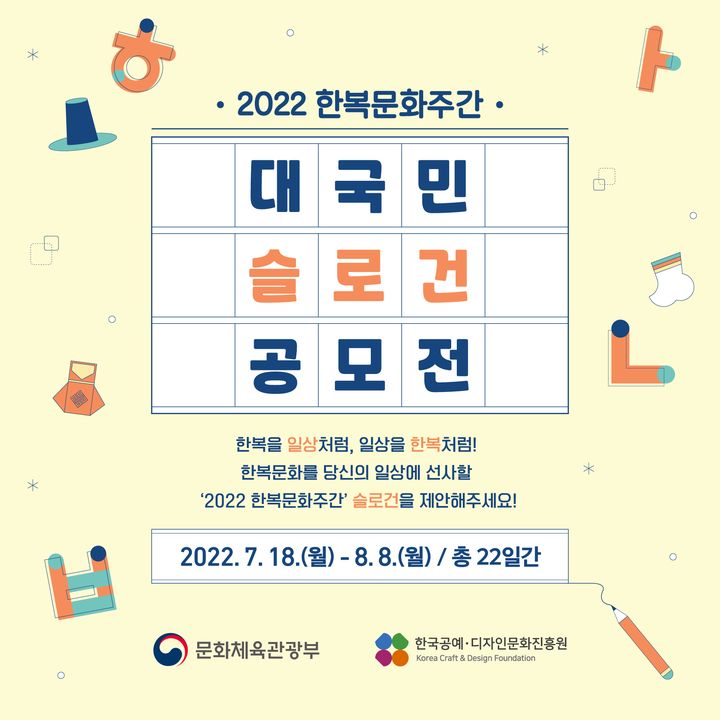 • 2022 한복문화주간 •
대국민
슬로건
공모전
한복을 일상처럼, 일상을 한복처럼!
한복문화를 당신의 일상에 선사할
‘2022 한복문화주간’ 슬로건을 제안해주세요!
2022. 7. 18.(월) - 8. 8.(월) / 총 22일간
문화체육관광부
한국공예·디자인문화진흥원
Korea Craft & Design Foundation